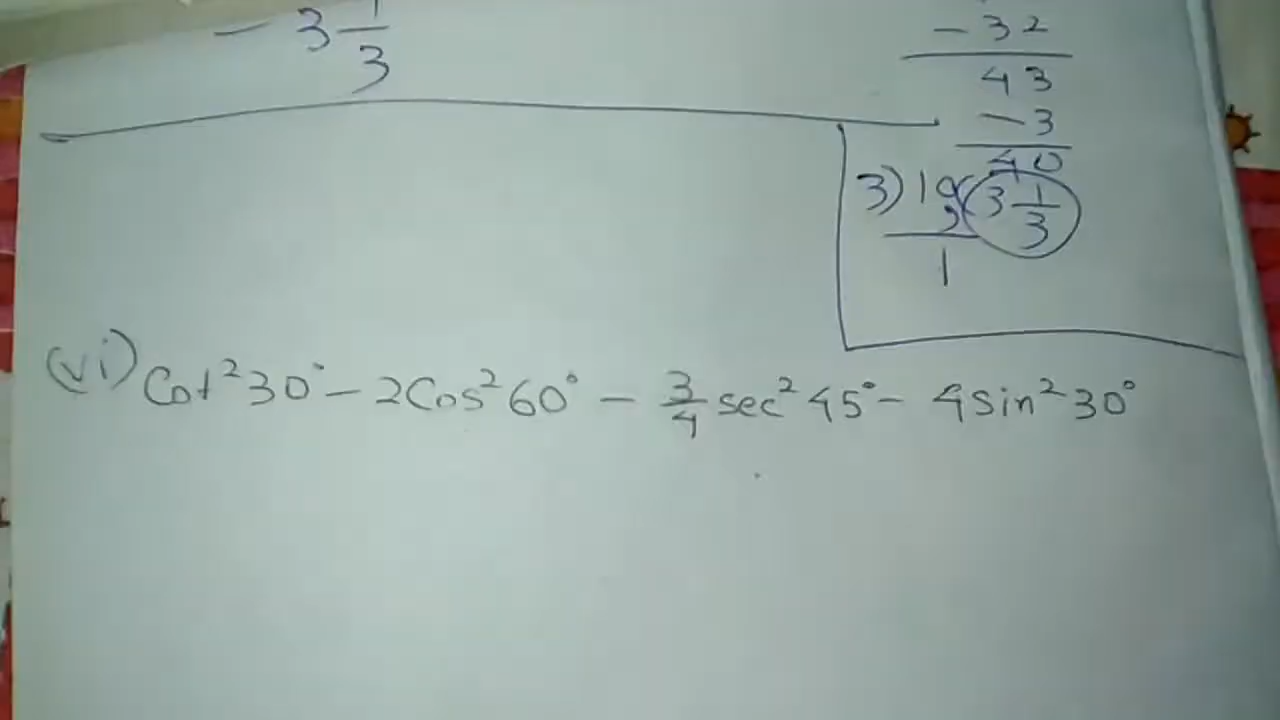 - 3 1/3
- 32
43
- 3
40
3) 10 ( 3 1/3
9
1
(vi) Cot²30° - 2Cos²60° - 3/4 sec²45° - 4sin²30°